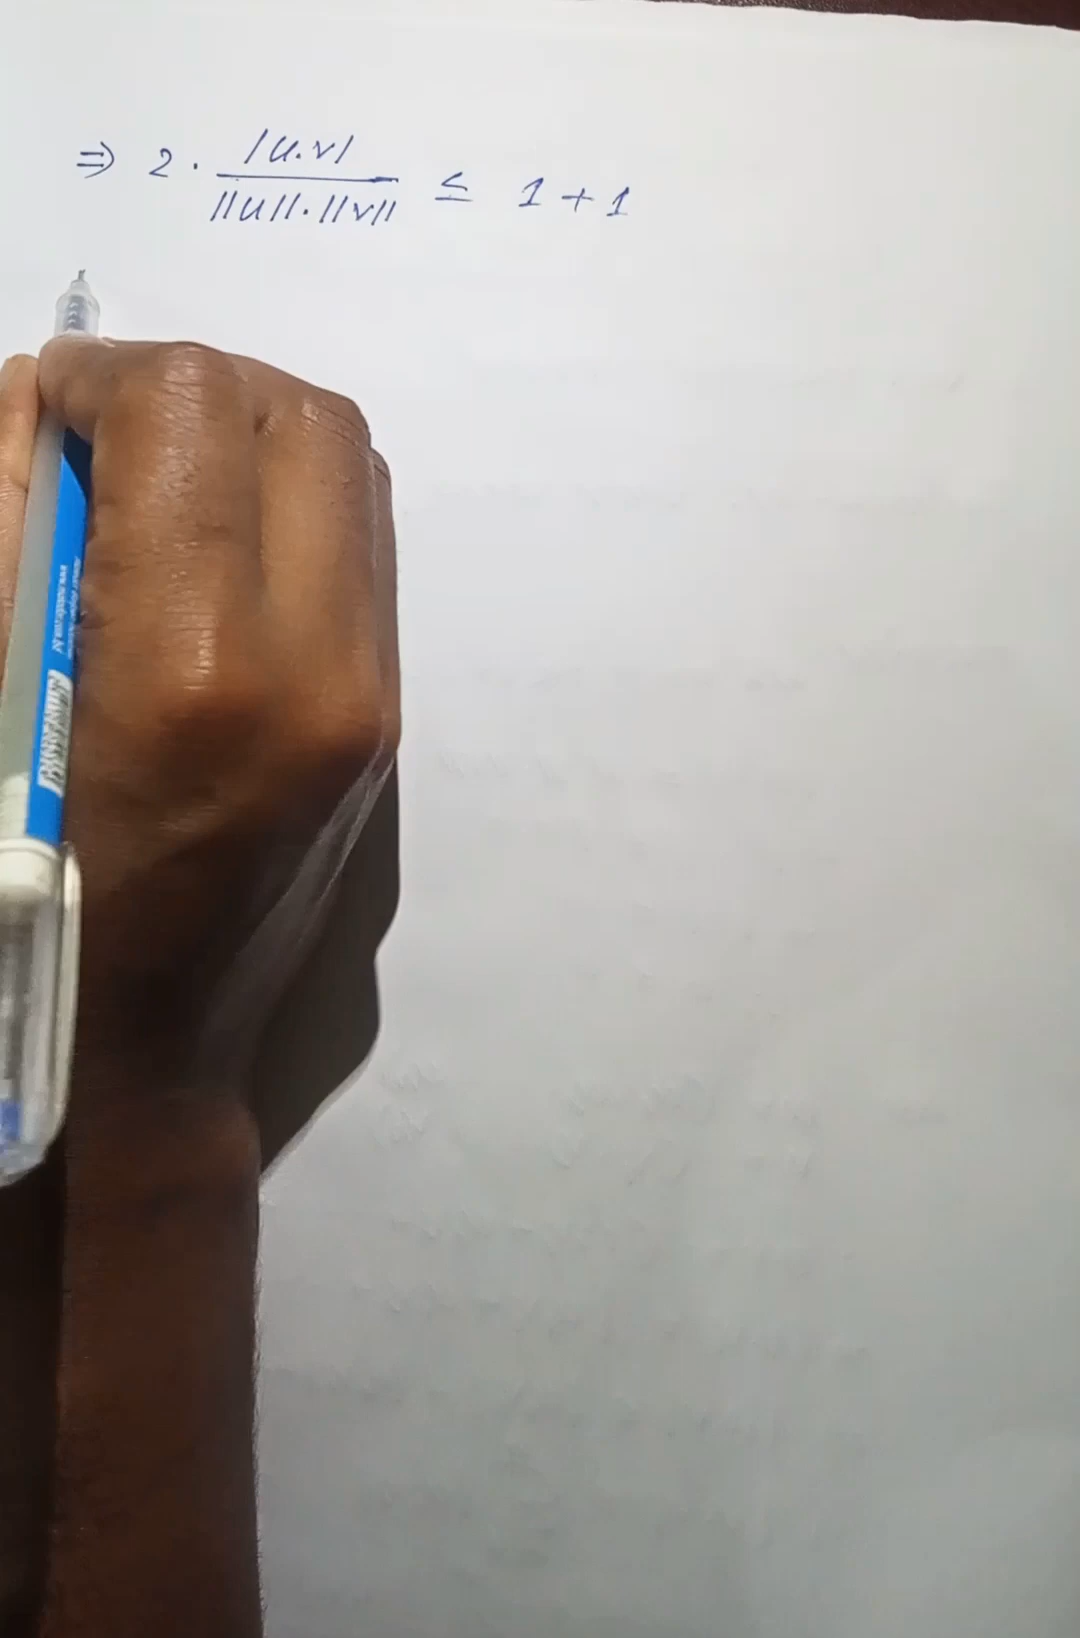 ⇒ 2 · |u.v| / ||u||·||v|| ≤ 1 + 1